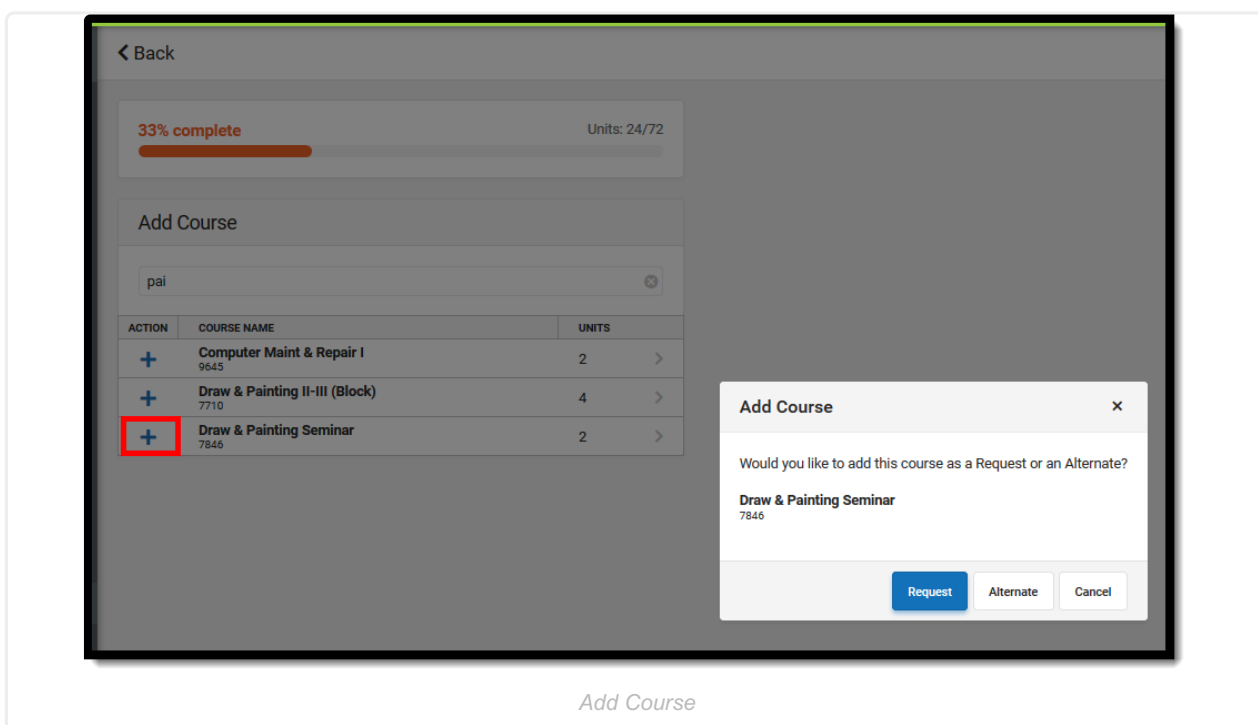 Back
33% complete Units: 24/72
Add Course
pai
ACTION COURSE NAME UNITS
Computer Maint & Repair I 2
9645
Draw & Painting II-III (Block) 4
7710
Draw & Painting Seminar 2
7846
Add Course
Would you like to add this course as a Request or an Alternate?
Draw & Painting Seminar
7846
Request Alternate Cancel
Add Course